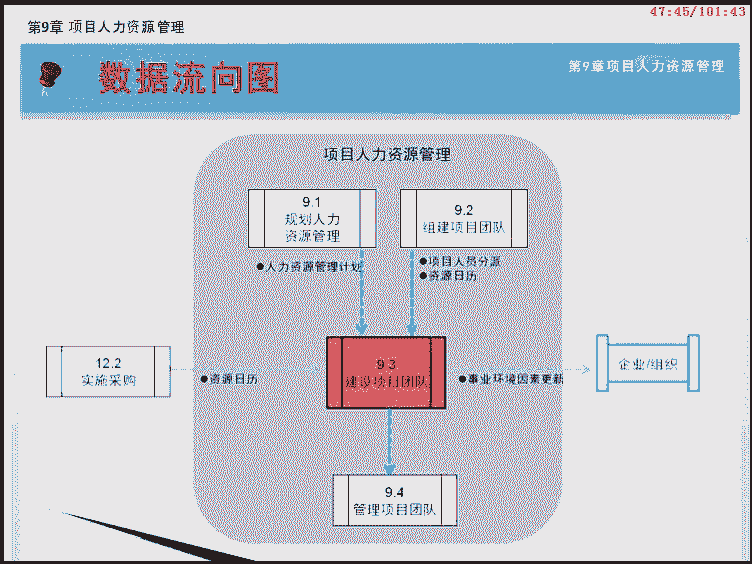 47:45/101:43
第9章 项目人力资源管理
数据流向图
第9章项目人力资源管理
项目人力资源管理
9.1
规划人力
资源管理
9.2
组建项目团队
●人力资源管理计划
●项目人员分派
●资源日历
12.2
实施采购
●资源日历
9.3
建设项目团队
●事业环境因素更新
企业/组织
9.4
管理项目团队